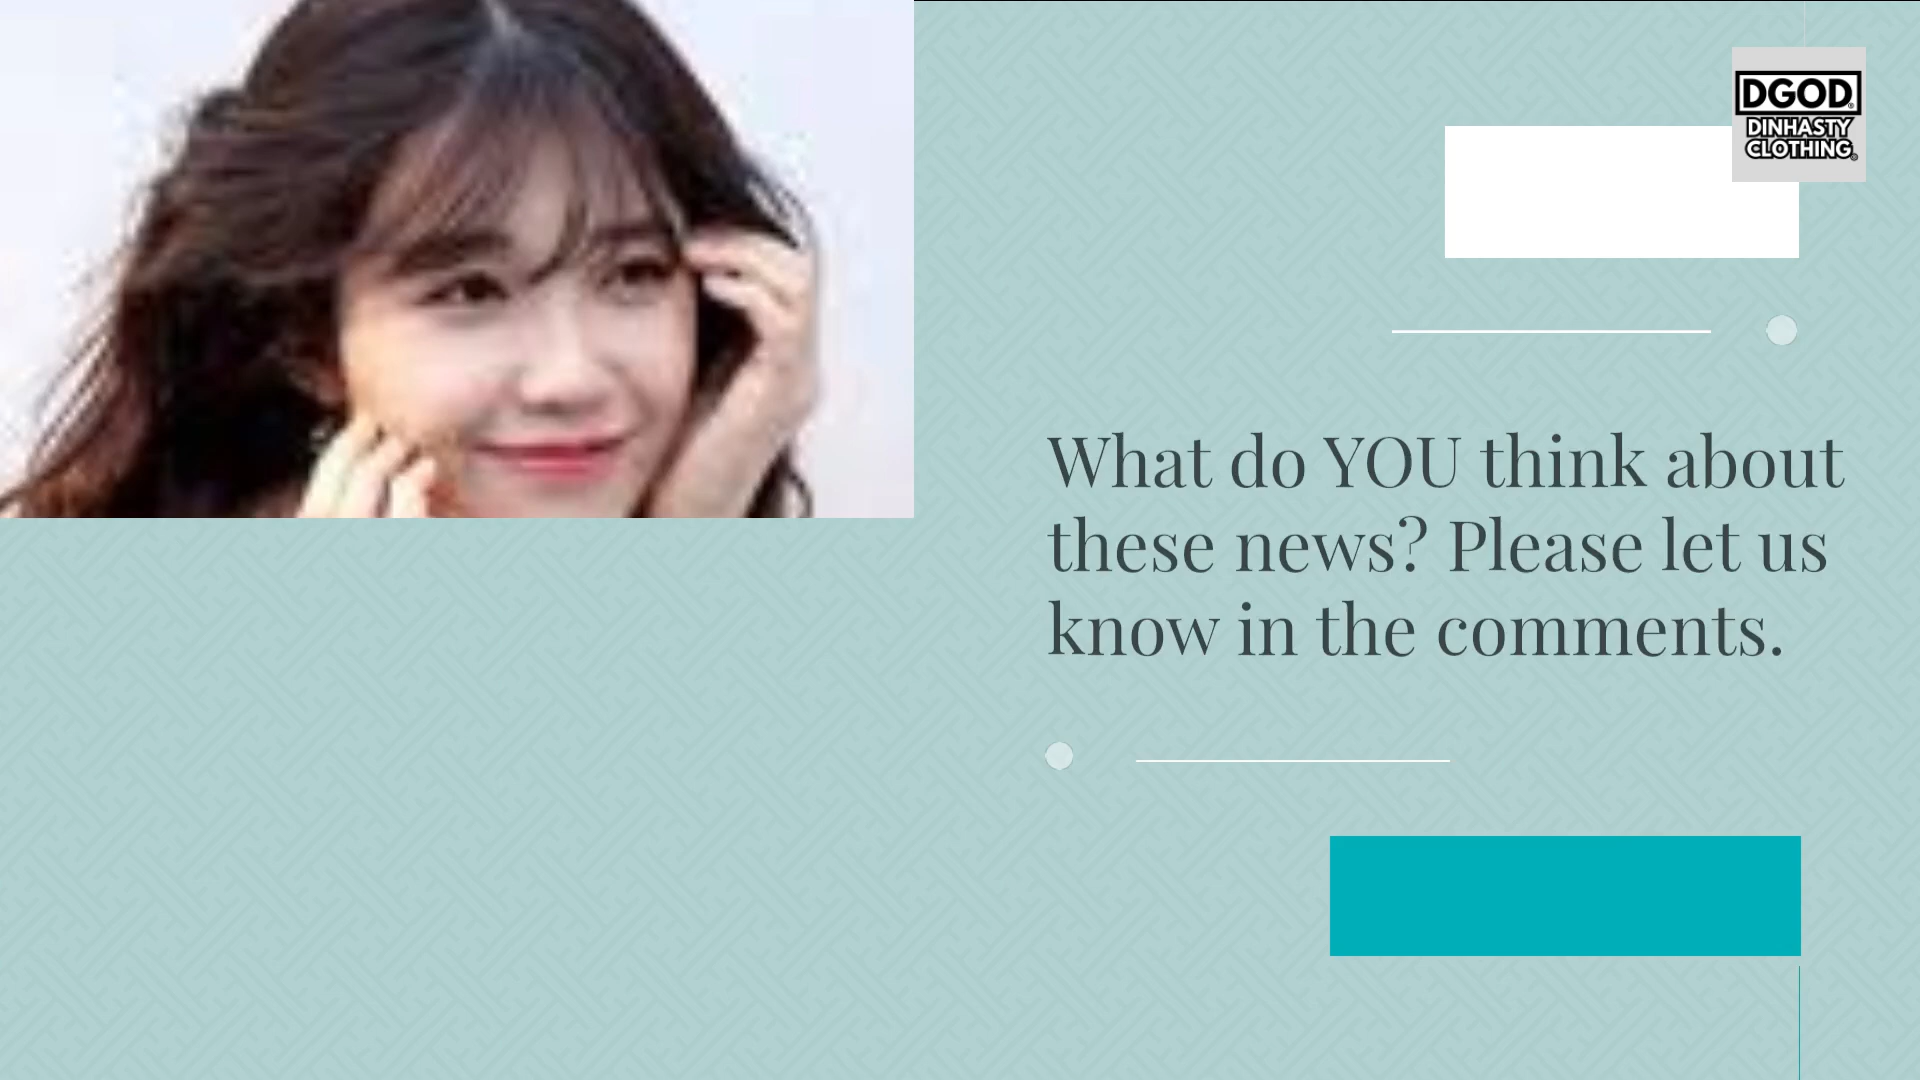 DGOD®
DINHASTY
CLOTHING®
What do YOU think about
these news? Please let us
know in the comments.